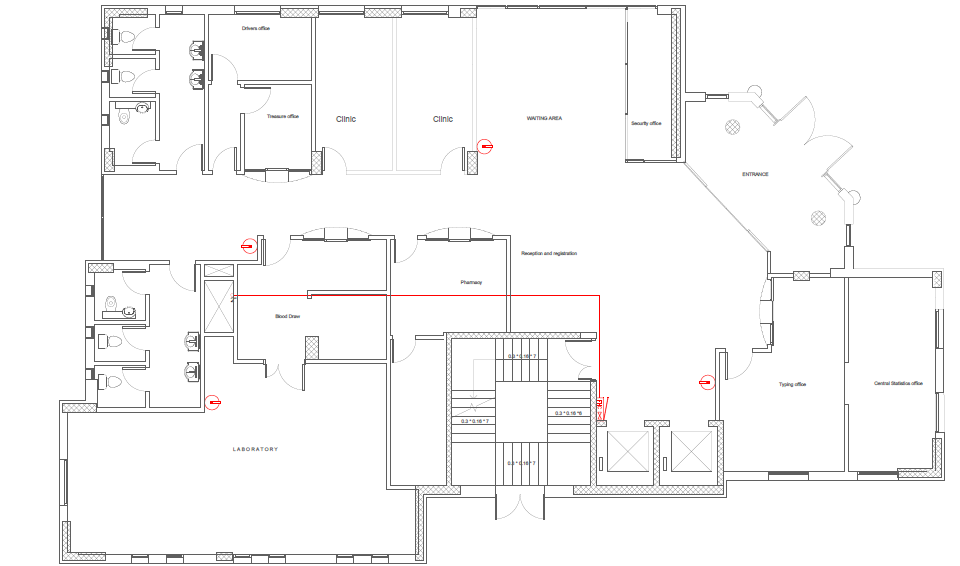 Drivers office
Treasure office
Clinic
Clinic
WAITING AREA
Security office
ENTRANCE
Reception and registration
Pharmacy
Blood Draw
0.3 * 0.16 * 7
0.3 * 0.16 * 7
0.3 * 0.16 *6
0.3 * 0.16 * 7
Typing office
Central Statistics office
LABORATORY